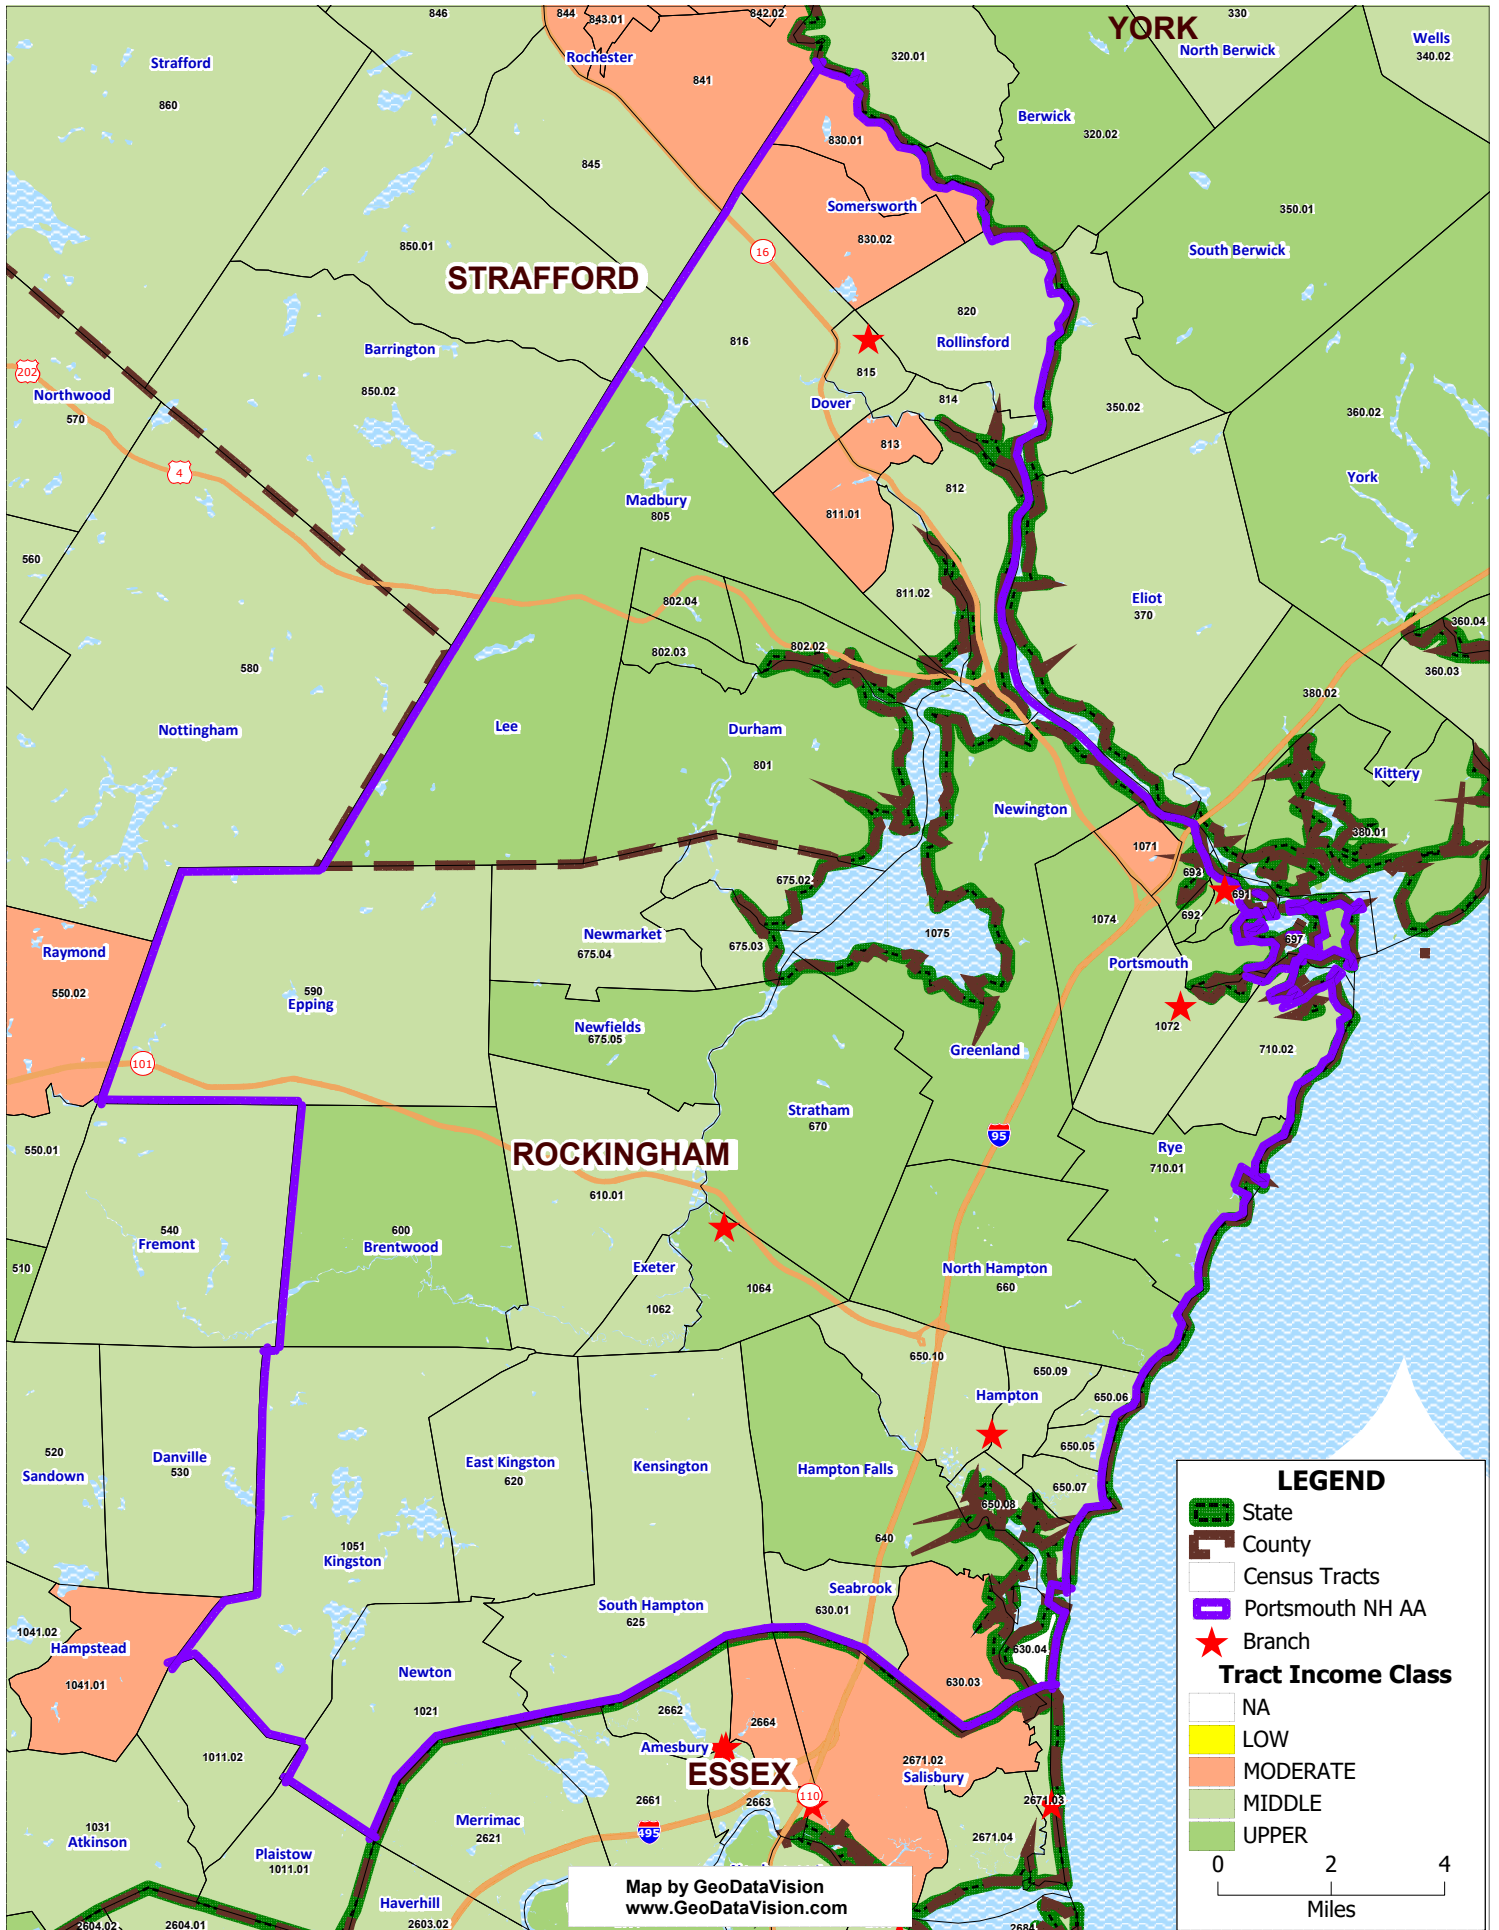 846
844
843.01
842.02
YORK
330
North Berwick
Wells
340.02
Strafford
860
Rochester
841
320.01
Berwick
320.02
845
830.01
Somersworth
830.02
350.01
South Berwick
850.01
STRAFFORD
16
820
Rollinsford
816
815
Barrington
850.02
202
Northwood
570
Dover
814
350.02
360.02
813
4
Madbury
805
812
York
811.01
560
811.02
Eliot
370
360.04
360.03
802.04
802.03
802.02
580
Nottingham
Lee
Durham
801
380.02
Kittery
Newington
380.01
1071
693
691
692
675.02
1074
1075
697
Newmarket
675.04
675.03
Portsmouth
Raymond
550.02
590
Epping
Newfields
675.05
1072
Greenland
710.02
101
Stratham
670
95
ROCKINGHAM
Rye
710.01
550.01
610.01
540
Fremont
600
Brentwood
510
Exeter
1062
1064
North Hampton
660
650.10
650.09
Hampton
650.06
650.05
520
Sandown
Danville
530
East Kingston
620
Kensington
Hampton Falls
650.07
650.08
1051
Kingston
640
Seabrook
630.01
South Hampton
625
1041.02
Hampstead
1041.01
630.04
Newton
1021
630.03
2662
2664
Amesbury
1011.02
ESSEX
2671.02
Salisbury
110
2661
2663
2671.03
Merrimac
2621
495
1031
Atkinson
Plaistow
1011.01
2671.04
Haverhill
2603.02
2604.02
2604.01
Map by GeoDataVision
www.GeoDataVision.com
LEGEND
State
County
Census Tracts
Portsmouth NH AA
Branch
Tract Income Class
NA
LOW
MODERATE
MIDDLE
UPPER
0 2 4
Miles